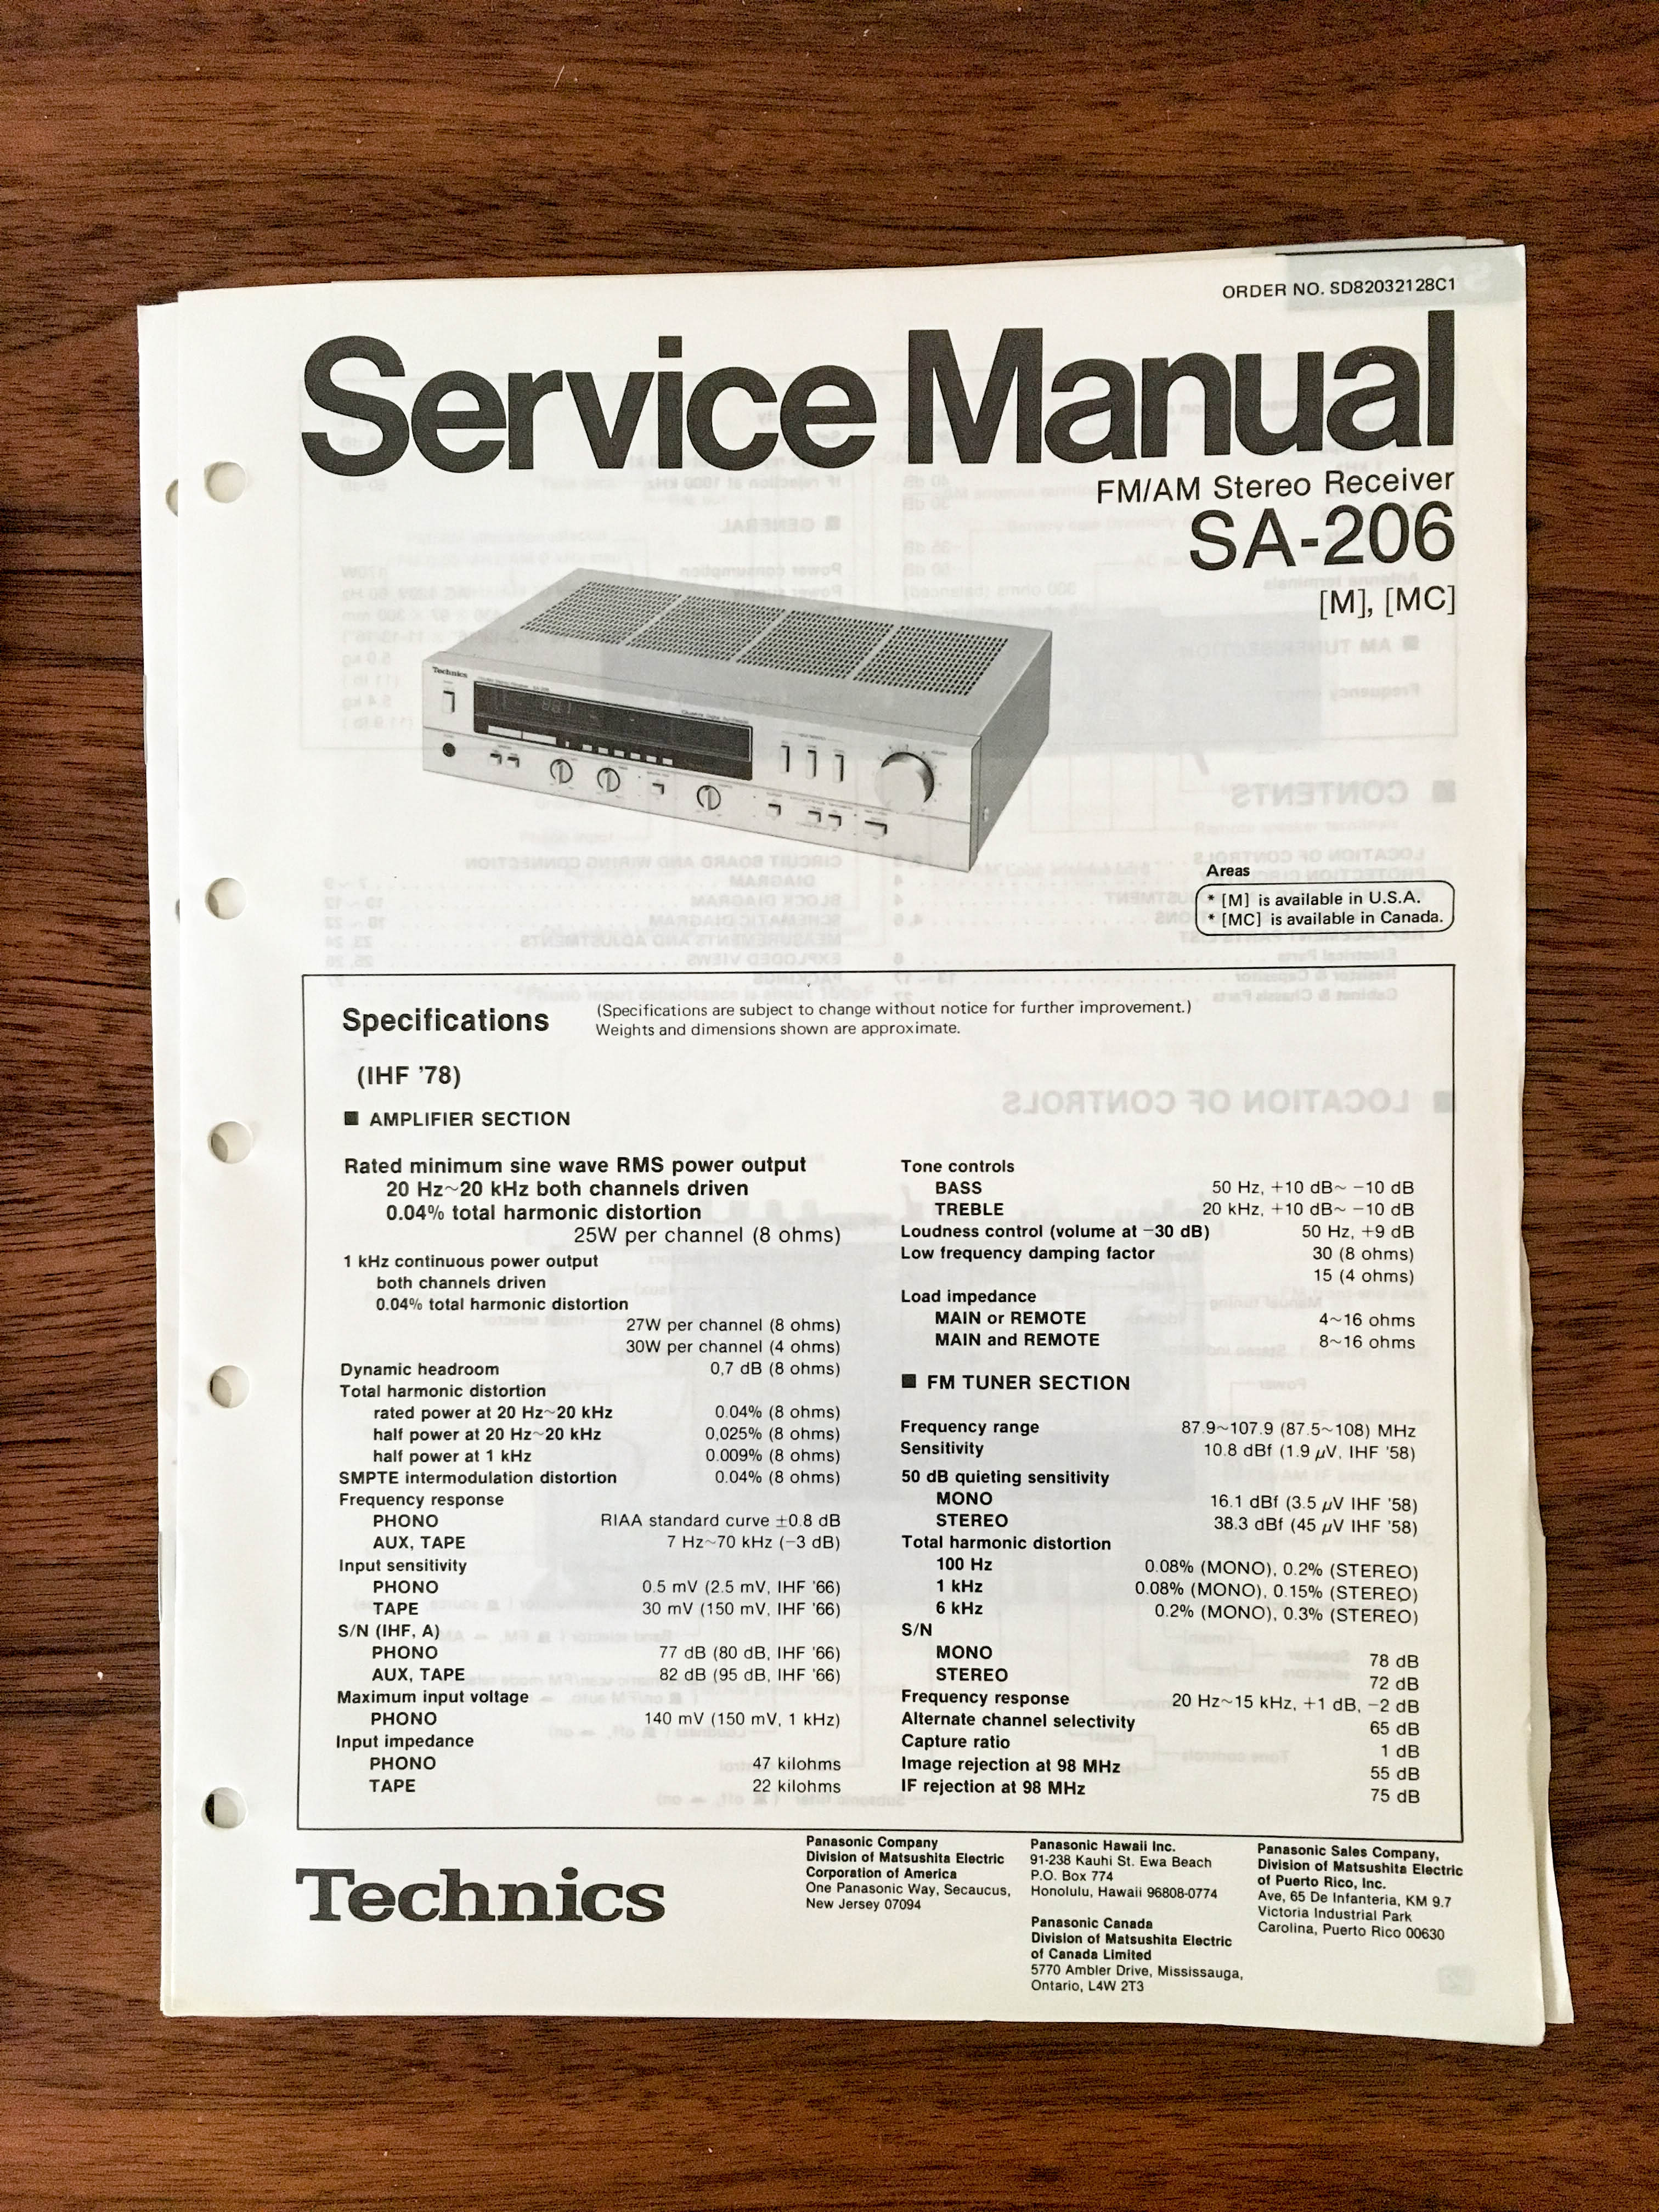 ORDER NO. SD82032128C1
Service Manual
FM/AM Stereo Receiver
SA-206
[M], [MC]
Technics
Areas
* [M] is available in U.S.A.
* [MC] is available in Canada.
Specifications
(Specifications are subject to change without notice for further improvement.)
Weights and dimensions shown are approximate.
(IHF '78)
■ AMPLIFIER SECTION
Rated minimum sine wave RMS power output
20 Hz~20 kHz both channels driven
0.04% total harmonic distortion
25W per channel (8 ohms)
1 kHz continuous power output
both channels driven
0.04% total harmonic distortion
27W per channel (8 ohms)
30W per channel (4 ohms)
Dynamic headroom 0,7 dB (8 ohms)
Total harmonic distortion
rated power at 20 Hz~20 kHz 0.04% (8 ohms)
half power at 20 Hz~20 kHz 0,025% (8 ohms)
half power at 1 kHz 0.009% (8 ohms)
SMPTE intermodulation distortion 0.04% (8 ohms)
Frequency response
PHONO RIAA standard curve ±0.8 dB
AUX, TAPE 7 Hz~70 kHz (−3 dB)
Input sensitivity
PHONO 0.5 mV (2.5 mV, IHF '66)
TAPE 30 mV (150 mV, IHF '66)
S/N (IHF, A)
PHONO 77 dB (80 dB, IHF '66)
AUX, TAPE 82 dB (95 dB, IHF '66)
Maximum input voltage
PHONO 140 mV (150 mV, 1 kHz)
Input impedance
PHONO 47 kilohms
TAPE 22 kilohms
Tone controls
BASS 50 Hz, +10 dB~ −10 dB
TREBLE 20 kHz, +10 dB~ −10 dB
Loudness control (volume at −30 dB) 50 Hz, +9 dB
Low frequency damping factor 30 (8 ohms)
15 (4 ohms)
Load impedance
MAIN or REMOTE 4~16 ohms
MAIN and REMOTE 8~16 ohms
■ FM TUNER SECTION
Frequency range 87.9~107.9 (87.5~108) MHz
Sensitivity 10.8 dBf (1.9 µV, IHF '58)
50 dB quieting sensitivity
MONO 16.1 dBf (3.5 µV IHF '58)
STEREO 38.3 dBf (45 µV IHF '58)
Total harmonic distortion
100 Hz 0.08% (MONO), 0.2% (STEREO)
1 kHz 0.08% (MONO), 0.15% (STEREO)
6 kHz 0.2% (MONO), 0.3% (STEREO)
S/N
MONO 78 dB
STEREO 72 dB
Frequency response 20 Hz~15 kHz, +1 dB, −2 dB
Alternate channel selectivity 65 dB
Capture ratio 1 dB
Image rejection at 98 MHz 55 dB
IF rejection at 98 MHz 75 dB
Technics
Panasonic Company
Division of Matsushita Electric
Corporation of America
One Panasonic Way, Secaucus,
New Jersey 07094
Panasonic Hawaii Inc.
91-238 Kauhi St. Ewa Beach
P.O. Box 774
Honolulu, Hawaii 96808-0774
Panasonic Canada
Division of Matsushita Electric
of Canada Limited
5770 Ambler Drive, Mississauga,
Ontario, L4W 2T3
Panasonic Sales Company,
Division of Matsushita Electric
of Puerto Rico, Inc.
Ave, 65 De Infanteria, KM 9.7
Victoria Industrial Park
Carolina, Puerto Rico 00630